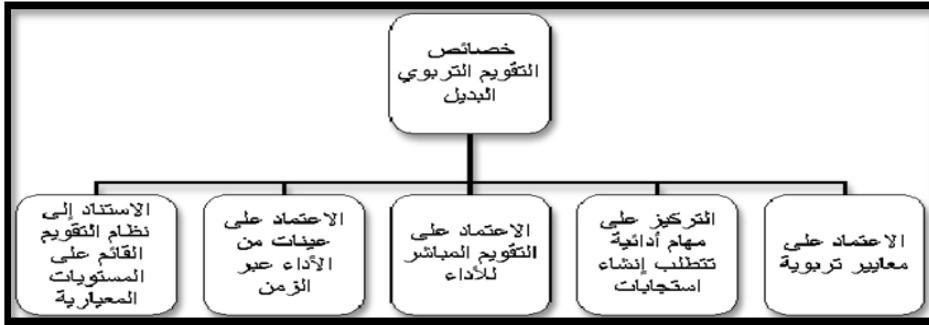 خصائص
التقويم التربوي
البديل
الاعتماد على
معايير تربوية
التركيز على
مهام أدائية
تتطلب إنشاء
استجابات
الاعتماد على
التقويم المباشر
للأداء
الاعتماد على
عينات من
الأداء عبر
الزمن
الاستناد إلى
نظام التقويم
القائم على
المستويات
المعيارية